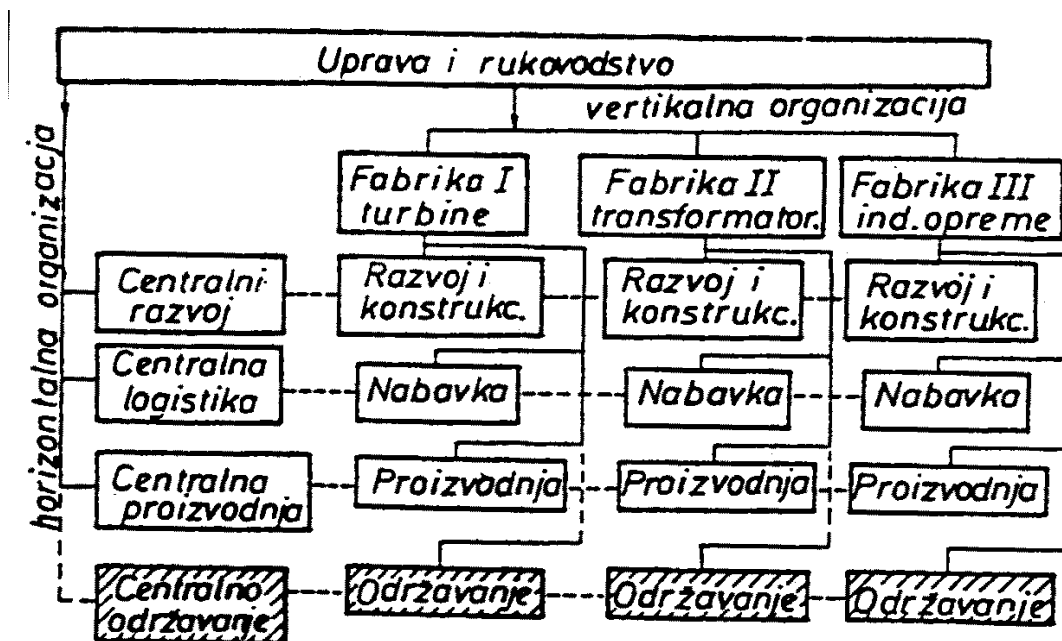 Uprava i rukovodstvo
vertikalna organizacija
horizontalna organizacja
Fabrika I
turbine
Fabrika II
transformator.
Fabrika III
ind.opreme
Centralni
razvoj
Razvoj i
konstrukc.
Razvoj i
konstrukc.
Razvoj i
konstrukc.
Centralna
logistika
Nabavka
Nabavka
Nabavka
Centralna
proizvodnja
Proizvodnja
Proizvodnja
Proizvodnja
Centralno
održavanje
Održavanje
Održavanje
Održavanje